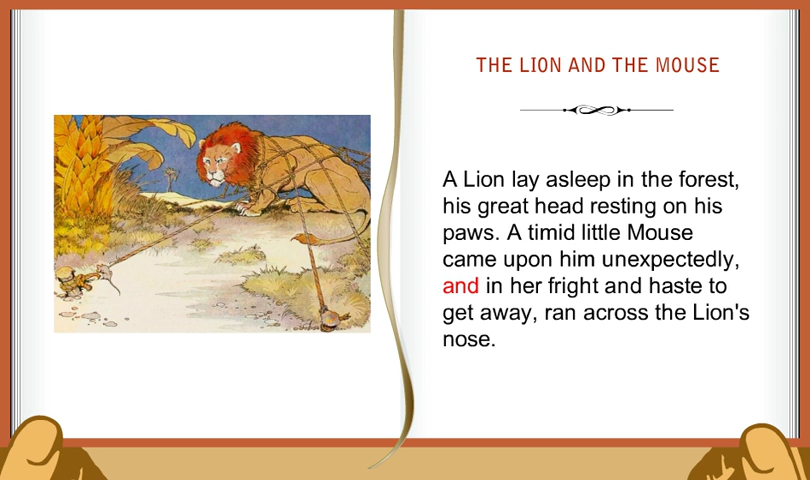 THE LION AND THE MOUSE
A Lion lay asleep in the forest,
his great head resting on his
paws. A timid little Mouse
came upon him unexpectedly,
and in her fright and haste to
get away, ran across the Lion's
nose.